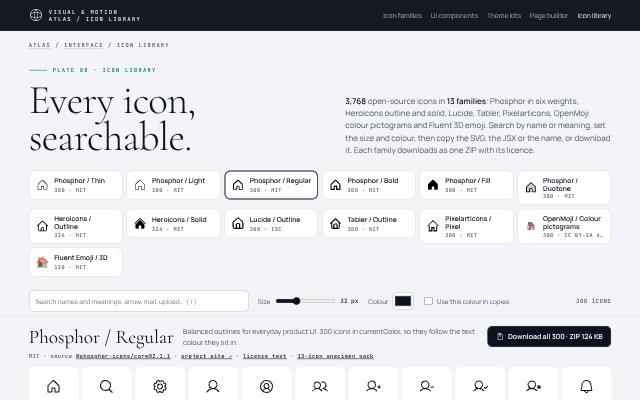 VISUAL & MOTION
ATLAS / ICON LIBRARY
Icon families UI components Theme kits Page builder Icon library
ATLAS / INTERFACE / ICON LIBRARY
PLATE 06 · ICON LIBRARY
Every icon,
searchable.
3,768 open-source icons in 13 families: Phosphor in six weights,
Heroicons outline and solid, Lucide, Tabler, Pixelarticons, OpenMoji
colour pictograms and Fluent 3D emoji. Search by name or meaning, set
the size and colour, then copy the SVG, the JSX or the name, or download
it. Each family downloads as one ZIP with its licence.
Phosphor / Thin
300 · MIT
Phosphor / Light
300 · MIT
Phosphor / Regular
300 · MIT
Phosphor / Bold
300 · MIT
Phosphor / Fill
300 · MIT
Phosphor /
Duotone
300 · MIT
Heroicons /
Outline
324 · MIT
Heroicons / Solid
324 · MIT
Lucide / Outline
300 · ISC
Tabler / Outline
300 · MIT
Pixelarticons /
Pixel
300 · MIT
OpenMoji / Colour
pictograms
300 · CC BY-SA 4…
Fluent Emoji / 3D
120 · MIT
Search names and meanings: arrow, mail, upload… ( / )
Size 32 px Colour Use this colour in copies 300 ICONS
Phosphor / Regular
Balanced outlines for everyday product UI. 300 icons in currentColor, so they follow the text
colour they sit in.
Download all 300 · ZIP 124 KB
MIT · source @phosphor-icons/core@2.1.1 · project site ↗ · licence text · 13-icon specimen pack